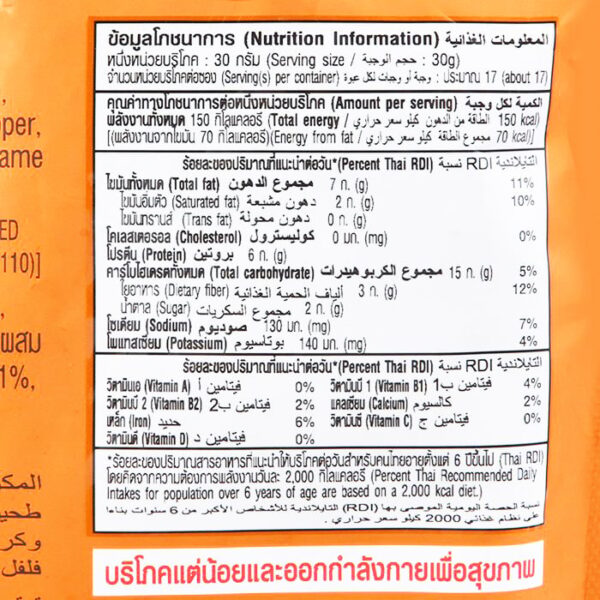 ข้อมูลโภชนาการ (Nutrition Information) المعلومات الغذائية
หนึ่งหน่วยบริโภค : 30 กรัม (Serving size / حجم الوجبة : 30g)
จำนวนหน่วยบริโภคต่อซอง (Serving(s) per container) وجبة أو وجبات لكل عبوة : ประมาณ 17 (about 17)
คุณค่าทางโภชนาการต่อหนึ่งหน่วยบริโภค (Amount per serving) الكمية لكل وجبة
พลังงานทั้งหมด 150 กิโลแคลอรี (Total energy / الطاقة من الدهون كيلو سعر حراري 150 kcal)
[(พลังงานจากไขมัน 70 กิโลแคลอรี)(Energy from fat / مجموع الطاقة كيلو سعر حراري 70 kcal)]
ร้อยละของปริมาณที่แนะนำต่อวัน*(Percent Thai RDI) نسبة RDI التايلاندية
ไขมันทั้งหมด (Total fat) مجموع الدهون 7 ก. (g) 11%
ไขมันอิ่มตัว (Saturated fat) دهون مشبعة 2 ก. (g) 10%
ไขมันทรานส์ (Trans fat) دهون محولة 0 ก. (g)
โคเลสเตอรอล (Cholesterol) كوليسترول 0 มก. (mg) 0%
โปรตีน (Protein) بروتين 6 ก. (g)
คาร์โบไฮเดรตทั้งหมด (Total carbohydrate) مجموع الكربوهيدرات 15 ก. (g) 5%
ใยอาหาร (Dietary fiber) ألياف الحمية الغذائية 3 ก. (g) 12%
น้ำตาล (Sugar) مجموع السكريات 2 ก. (g)
โซเดียม (Sodium) صوديوم 130 มก. (mg) 7%
โพแทสเซียม (Potassium) بوتاسيوم 140 มก. (mg) 4%
ร้อยละของปริมาณที่แนะนำต่อวัน*(Percent Thai RDI) نسبة RDI التايلاندية
วิตามินเอ (Vitamin A) فيتامين أ 0% วิตามินบี 1 (Vitamin B1) فيتامين ب1 4%
วิตามินบี 2 (Vitamin B2) فيتامين ب2 2% แคลเซียม (Calcium) كالسيوم 2%
เหล็ก (Iron) حديد 6% วิตามินซี (Vitamin C) فيتامين ج 0%
วิตามินดี (Vitamin D) فيتامين د 0%
*ร้อยละของปริมาณสารอาหารที่แนะนำให้บริโภคต่อวันสำหรับคนไทยอายุตั้งแต่ 6 ปีขึ้นไป (Thai RDI)
โดยคิดจากความต้องการพลังงานวันละ 2,000 กิโลแคลอรี (Percent Thai Recommended Daily
Intakes for population over 6 years of age are based on a 2,000 kcal diet.)
نسبة الحصة اليومية الموصى بها (RDI) التايلاندية للأشخاص الأكبر من 6 سنوات بناءا
على نظام غذائي 2000 كيلو سعر حراري .
บริโภคแต่น้อยและออกกำลังกายเพื่อสุขภาพ
pper,
ame
ED
110)]
ผสม
1%,
المكو
طحي
وكر
فلفل